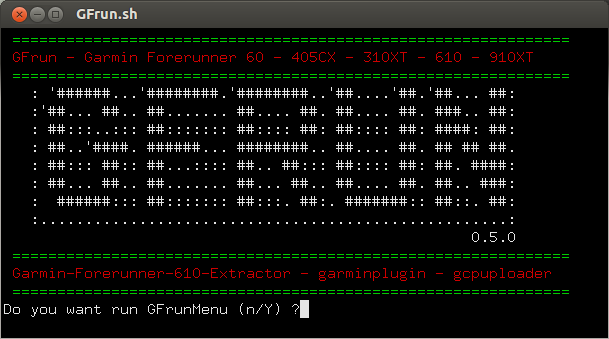 GFrun.sh
==============================================================
GFrun - Garmin Forerunner 60 - 405CX - 310XT - 610 - 910XT
==============================================================
: '######...'########.'########..'##....'##.'##... ##:
:'##... ##.. ##.......  ##.... ##. ##.... ##. ###.. ##:
: ##:::..::: ##:::::::: ##:::: ##: ##:::: ##: ####: ##:
: ##..'####. ######...  ########.. ##.... ##. ## ## ##.
: ##::: ##:: ##...::::  ##.. ##::: ##:::: ##: ##.. ####:
: ##... ##.. ##.......  ##... ##.. ##.... ##. ##.. ###:
:  ######::: ##::::::::  ##:::. ##:. #######:: ##::. ##:
:....................................................:
0.5.0
==============================================================
Garmin-Forerunner-610-Extractor - garminplugin - gcpuploader
==============================================================
Do you want run GFrunMenu (n/Y) ?